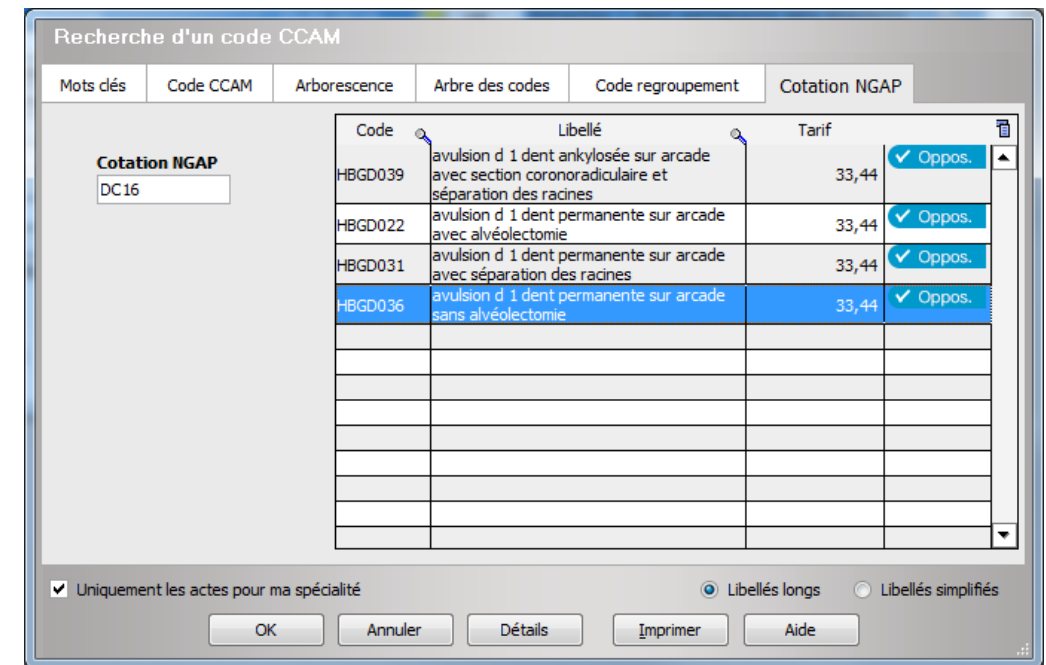 Recherche d'un code CCAM
Mots clés
Code CCAM
Arborescence
Arbre des codes
Code regroupement
Cotation NGAP
Code
Libellé
Tarif
Cotation NGAP
DC16
HBGD039
avulsion d 1 dent ankylosée sur arcade
avec section coronoradiculaire et
séparation des racines
33,44
Oppos.
HBGD022
avulsion d 1 dent permanente sur arcade
avec alvéolectomie
33,44
Oppos.
HBGD031
avulsion d 1 dent permanente sur arcade
avec séparation des racines
33,44
Oppos.
HBGD036
avulsion d 1 dent permanente sur arcade
sans alvéolectomie
33,44
Oppos.
Uniquement les actes pour ma spécialité
Libellés longs
Libellés simplifiés
OK
Annuler
Détails
Imprimer
Aide